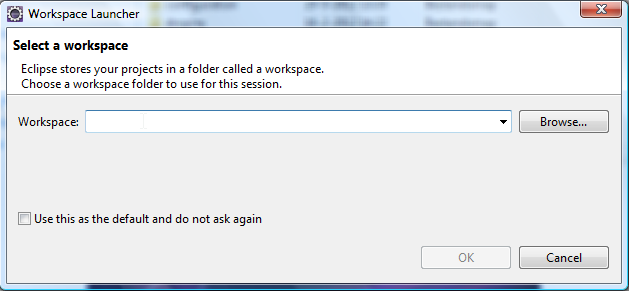 Workspace Launcher
Select a workspace
Eclipse stores your projects in a folder called a workspace.
Choose a workspace folder to use for this session.
Workspace:
Browse...
Use this as the default and do not ask again
OK
Cancel